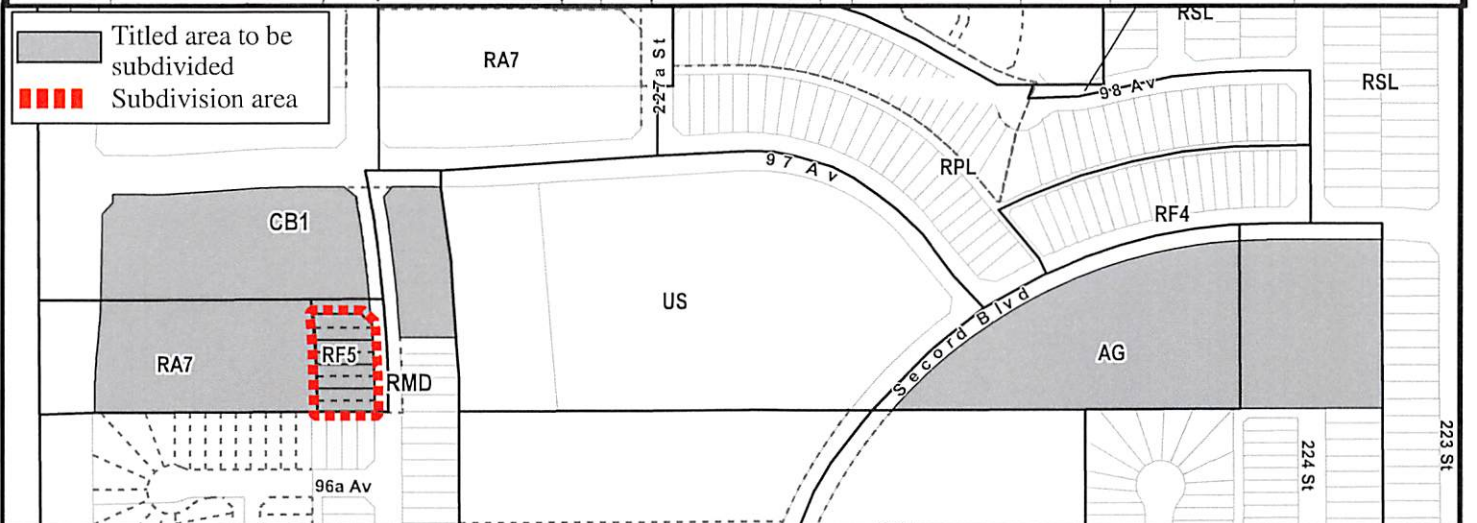 Titled area to be
subdivided
Subdivision area
RA7
227a St
RSL
RSL
98 Av
97 Av
RPL
RF4
CB1
US
Secord Blvd
AG
RA7
RF5
RMD
96a Av
224 St
223 St